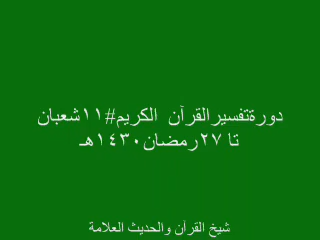 دورةتفسيرالقرآن الكريم#١١شعبان
تا ٢٧رمضان١٤٣٠هـ
شيخ القرآن والحديث العلامة